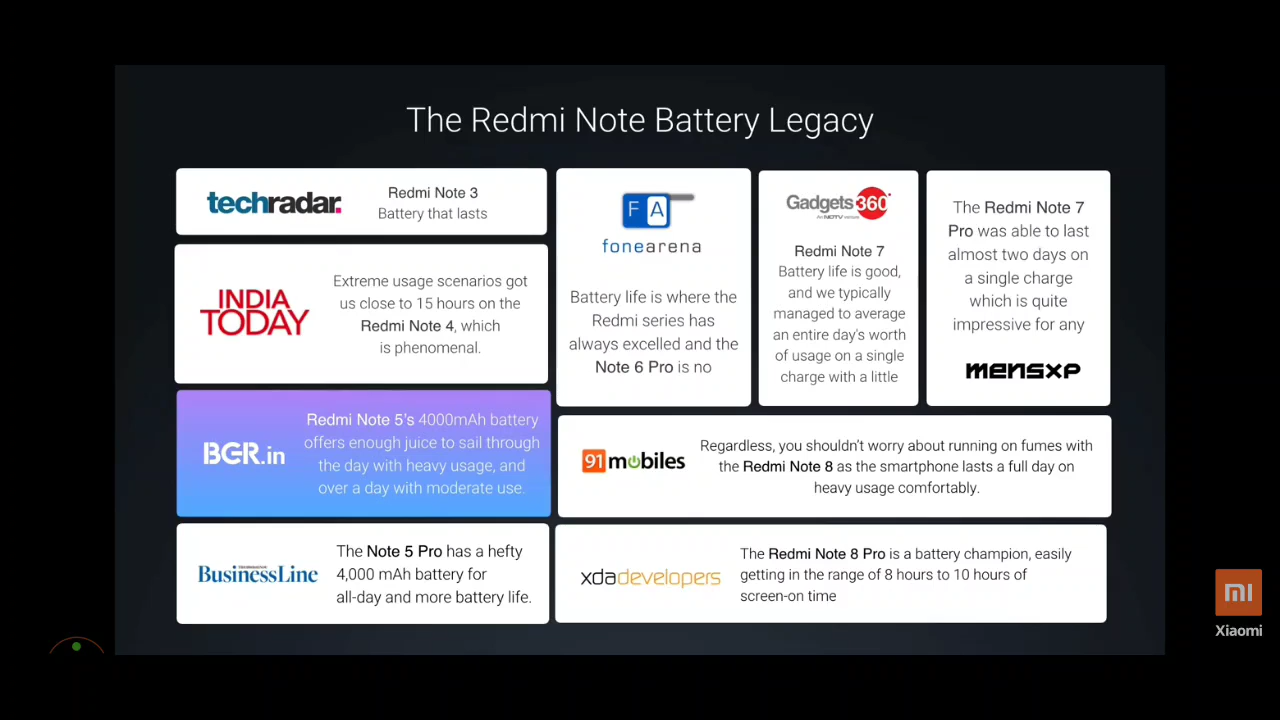 The Redmi Note Battery Legacy
techradar.
Redmi Note 3
Battery that lasts
INDIA
TODAY
Extreme usage scenarios got
us close to 15 hours on the
Redmi Note 4, which
is phenomenal.
BGR.in
Redmi Note 5's 4000mAh battery
offers enough juice to sail through
the day with heavy usage, and
over a day with moderate use.
BusinessLine
The Note 5 Pro has a hefty
4,000 mAh battery for
all-day and more battery life.
FA
fonearena
Battery life is where the
Redmi series has
always excelled and the
Note 6 Pro is no
Gadgets 360
An NDTV venture
Redmi Note 7
Battery life is good,
and we typically
managed to average
an entire day's worth
of usage on a single
charge with a little
The Redmi Note 7
Pro was able to last
almost two days on
a single charge
which is quite
impressive for any
mensxp
91mobiles
Regardless, you shouldn't worry about running on fumes with
the Redmi Note 8 as the smartphone lasts a full day on
heavy usage comfortably.
xdadevelopers
The Redmi Note 8 Pro is a battery champion, easily
getting in the range of 8 hours to 10 hours of
screen-on time
mi
Xiaomi